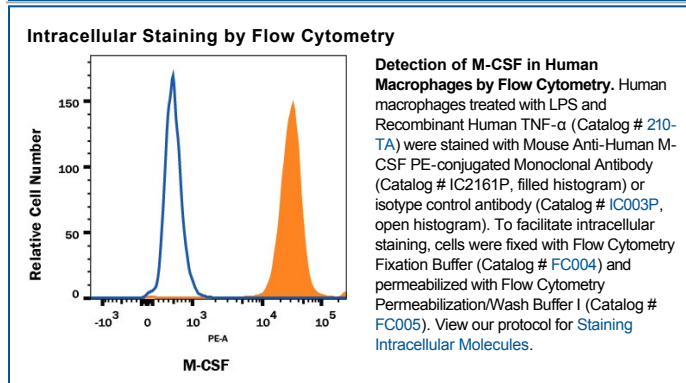 Intracellular Staining by Flow Cytometry
150
100
50
0
Relative Cell Number
-10³ 0 10³ 10⁴ 10⁵
PE-A
M-CSF
Detection of M-CSF in Human
Macrophages by Flow Cytometry. Human
macrophages treated with LPS and
Recombinant Human TNF-α (Catalog # 210-
TA) were stained with Mouse Anti-Human M-
CSF PE-conjugated Monoclonal Antibody
(Catalog # IC2161P, filled histogram) or
isotype control antibody (Catalog # IC003P,
open histogram). To facilitate intracellular
staining, cells were fixed with Flow Cytometry
Fixation Buffer (Catalog # FC004) and
permeabilized with Flow Cytometry
Permeabilization/Wash Buffer I (Catalog #
FC005). View our protocol for Staining
Intracellular Molecules.